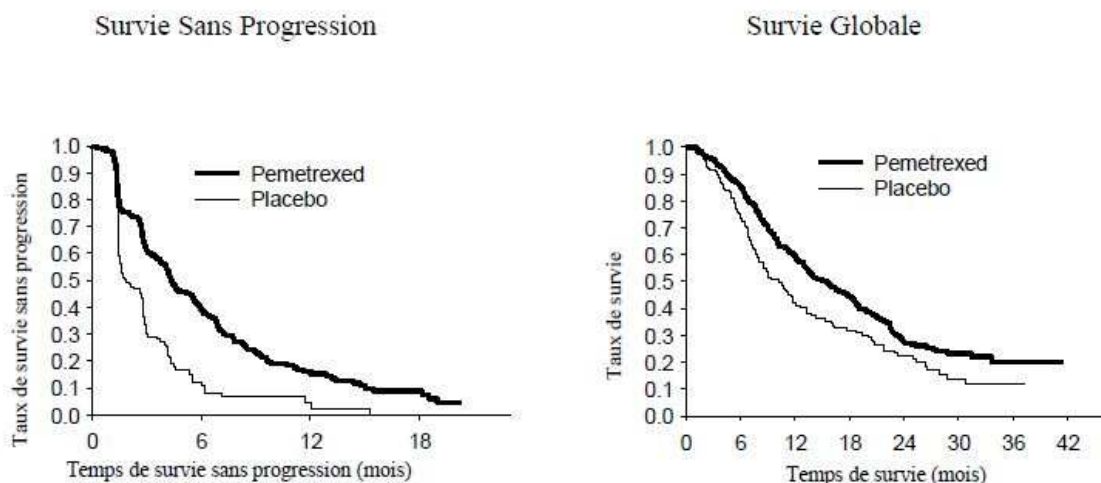 Survie Sans Progression
Taux de survie sans progression
1.0
0.9
0.8
0.7
0.6
0.5
0.4
0.3
0.2
0.1
0.0
Pemetrexed
Placebo
0 6 12 18
Temps de survie sans progression (mois)
Survie Globale
Taux de survie
1.0
0.9
0.8
0.7
0.6
0.5
0.4
0.3
0.2
0.1
0.0
Pemetrexed
Placebo
0 6 12 18 24 30 36 42
Temps de survie (mois)